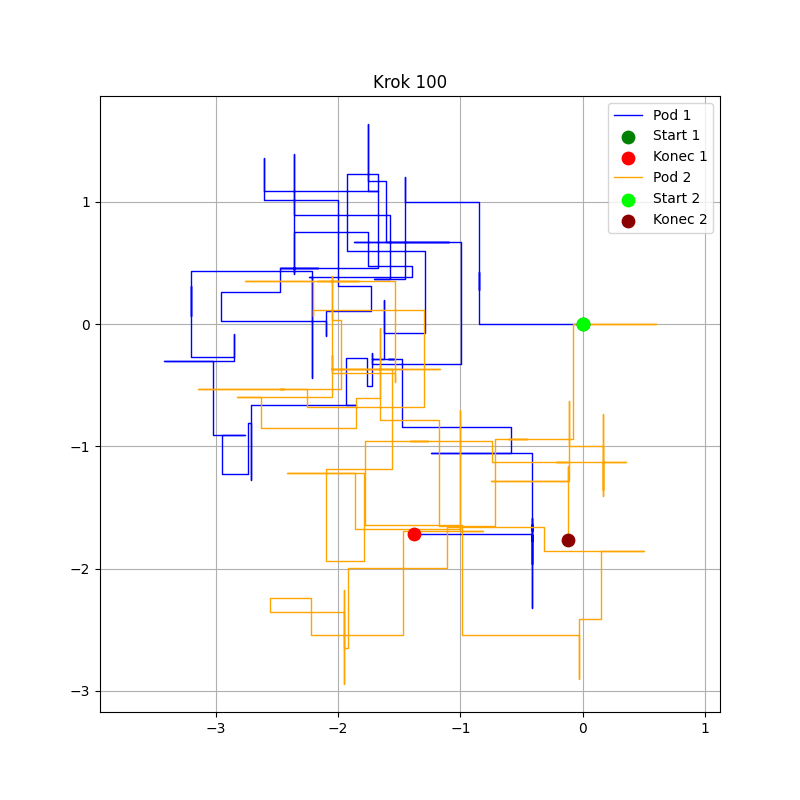 Krok 100
Pod 1
Start 1
Konec 1
Pod 2
Start 2
Konec 2
1
0
−1
−2
−3
−3
−2
−1
0
1